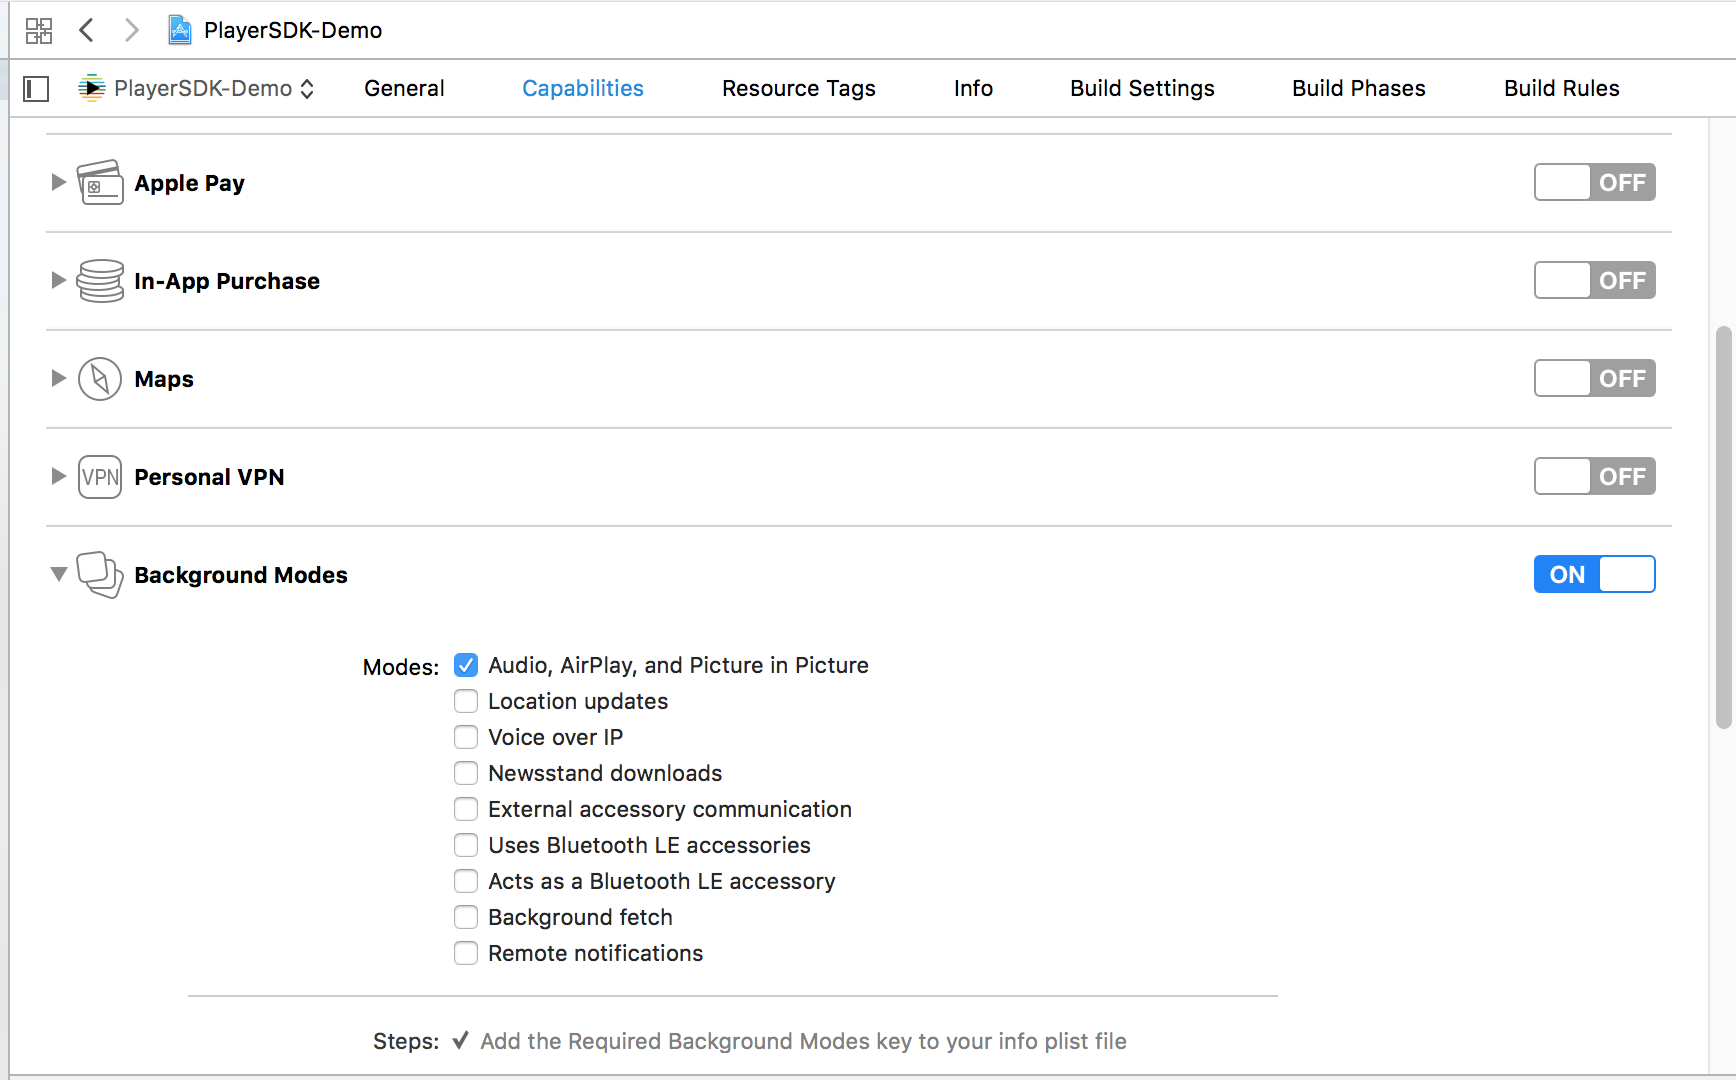 PlayerSDK-Demo
PlayerSDK-Demo General Capabilities Resource Tags Info Build Settings Build Phases Build Rules
Apple Pay OFF
In-App Purchase OFF
Maps OFF
VPN Personal VPN OFF
Background Modes ON
Modes: Audio, AirPlay, and Picture in Picture
Location updates
Voice over IP
Newsstand downloads
External accessory communication
Uses Bluetooth LE accessories
Acts as a Bluetooth LE accessory
Background fetch
Remote notifications
Steps: ✓ Add the Required Background Modes key to your info plist file